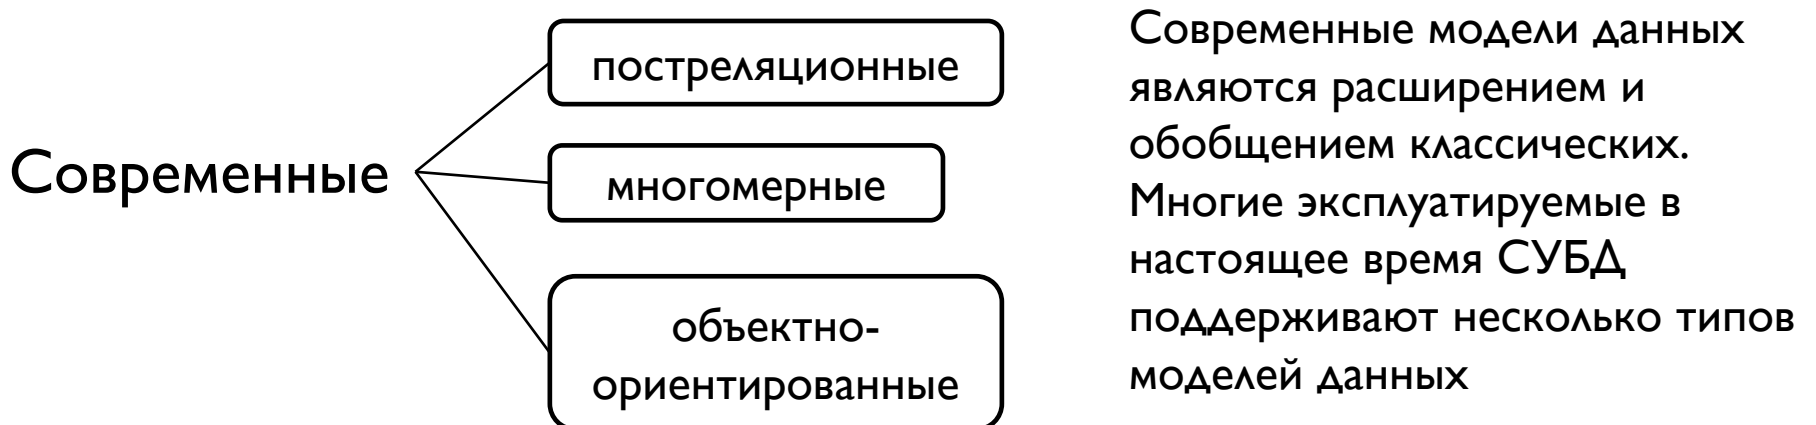 Современные
постреляционные
многомерные
объектно-
ориентированные
Современные модели данных
являются расширением и
обобщением классических.
Многие эксплуатируемые в
настоящее время СУБД
поддерживают несколько типов
моделей данных